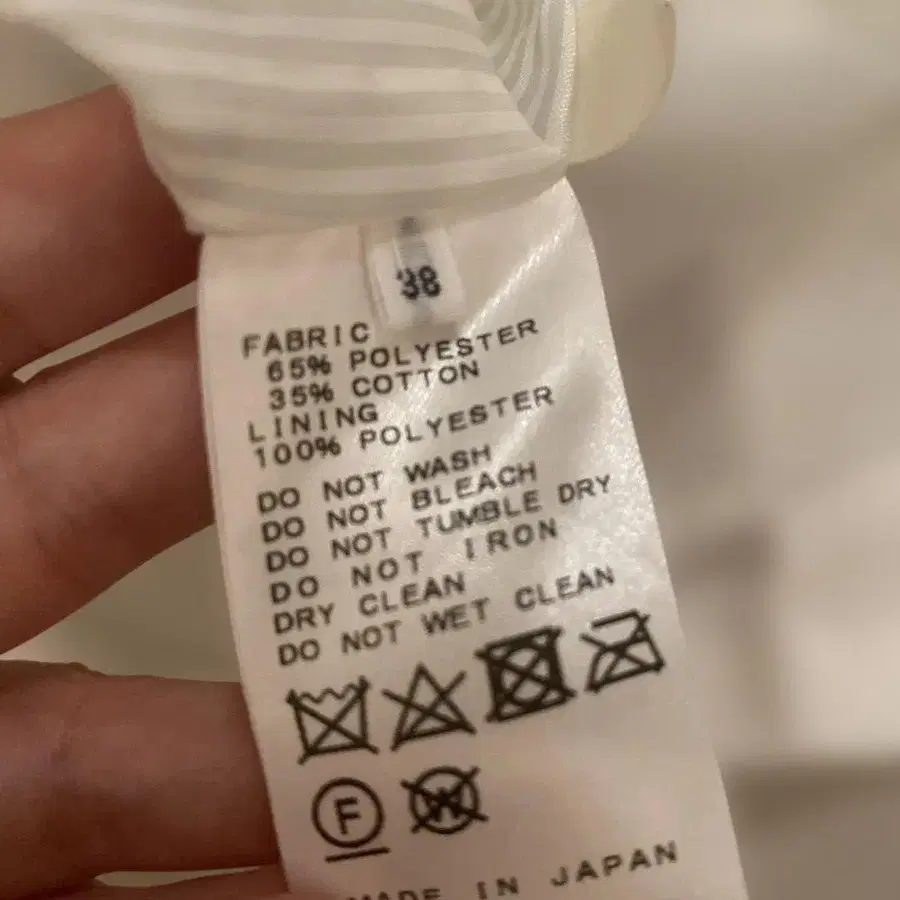 38
FABRIC
65% POLYESTER
35% COTTON
LINING
100% POLYESTER
DO NOT WASH
DO NOT BLEACH
DO NOT TUMBLE DRY
DO NOT IRON
DRY CLEAN
DO NOT WET CLEAN
F W
MADE IN JAPAN